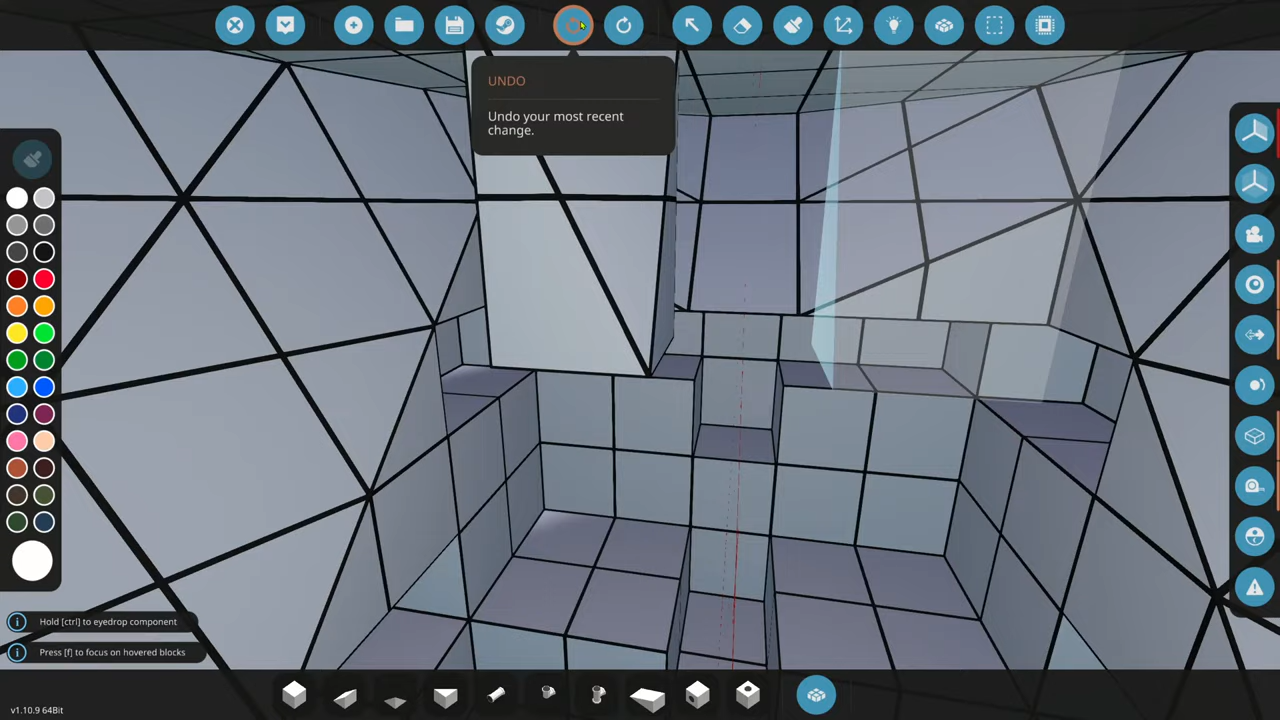 UNDO
Undo your most recent
change.
Hold [ctrl] to eyedrop component
Press [f] to focus on hovered blocks
v1.10.9 64Bit